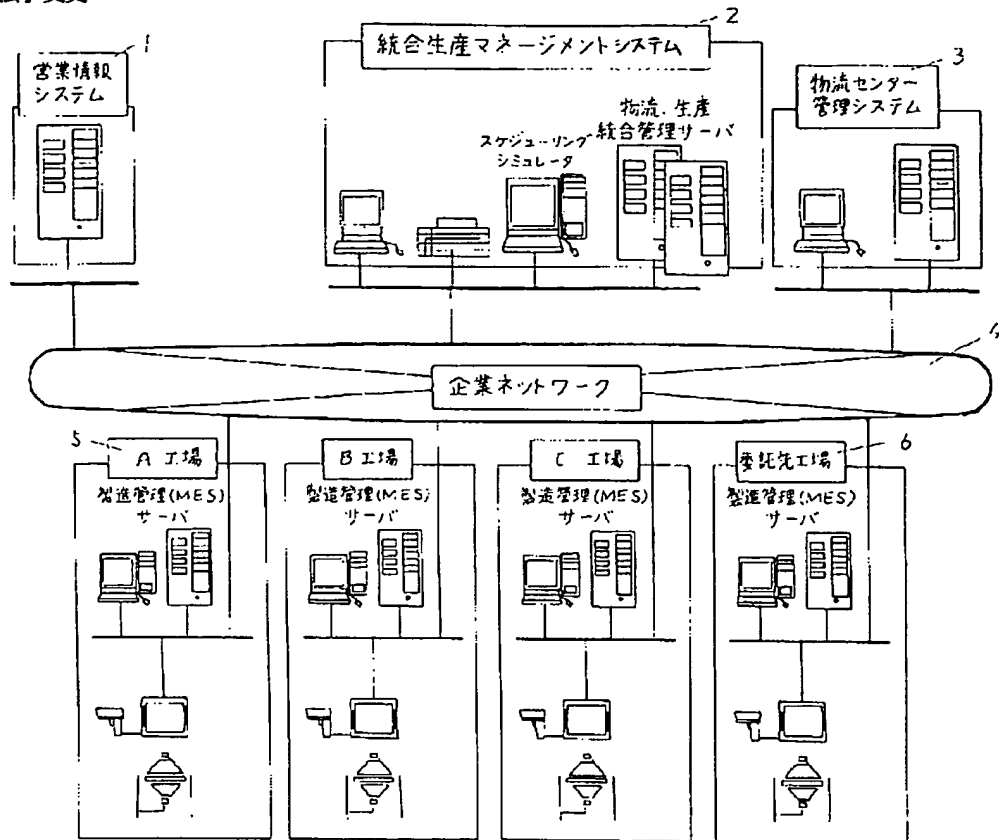 1
営業情報
システム
2
統合生産マネージメントシステム
スケジューリング
シミュレータ
物流、生産
統合管理サーバ
3
物流センター
管理システム
企業ネットワーク
5
A工場
製造管理(MES)
サーバ
B工場
製造管理(MES)
サーバ
C工場
製造管理(MES)
サーバ
6
委託先工場
製造管理(MES)
サーバ